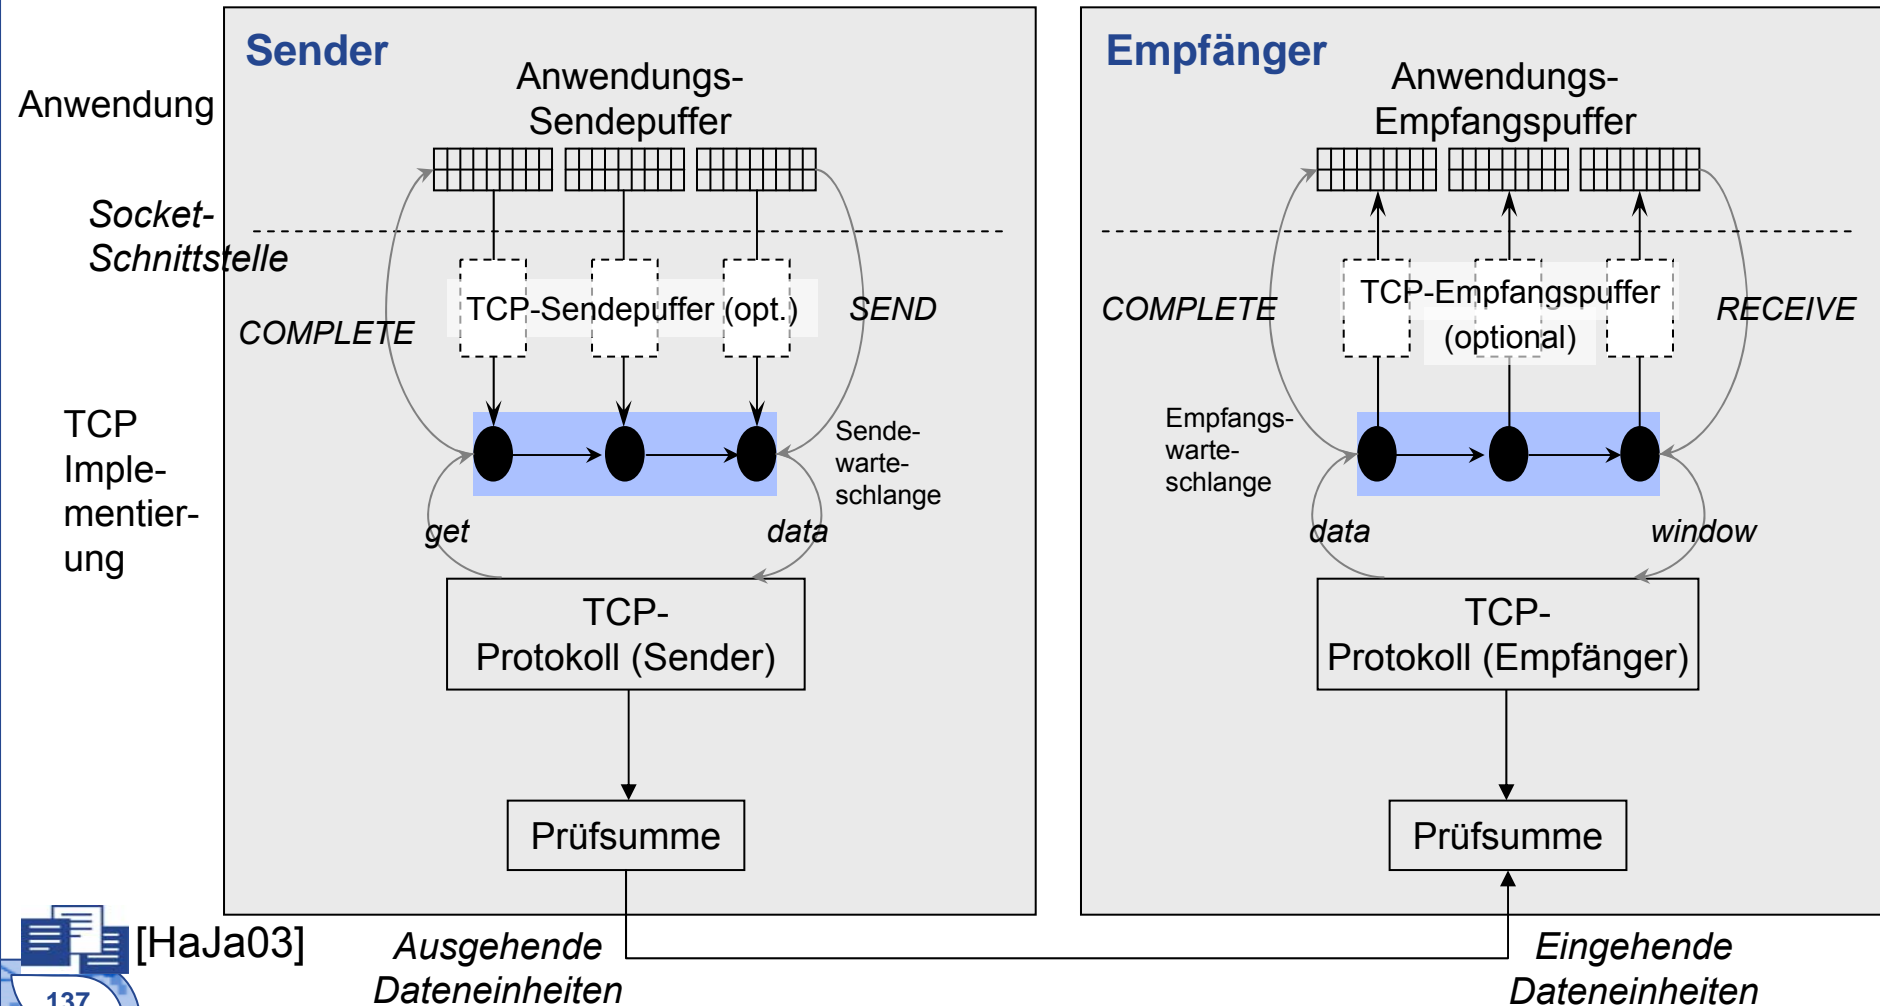 Sender
Anwendungs-
Sendepuffer
Empfänger
Anwendungs-
Empfangspuffer
Anwendung
Socket-
Schnittstelle
COMPLETE
TCP-Sendepuffer (opt.)
SEND
COMPLETE
TCP-Empfangspuffer
(optional)
RECEIVE
TCP
Imple-
mentier-
ung
Sende-
warte-
schlange
Empfangs-
warte-
schlange
get
data
data
window
TCP-
Protokoll (Sender)
TCP-
Protokoll (Empfänger)
Prüfsumme
Prüfsumme
[HaJa03]
Ausgehende
Dateneinheiten
Eingehende
Dateneinheiten
137